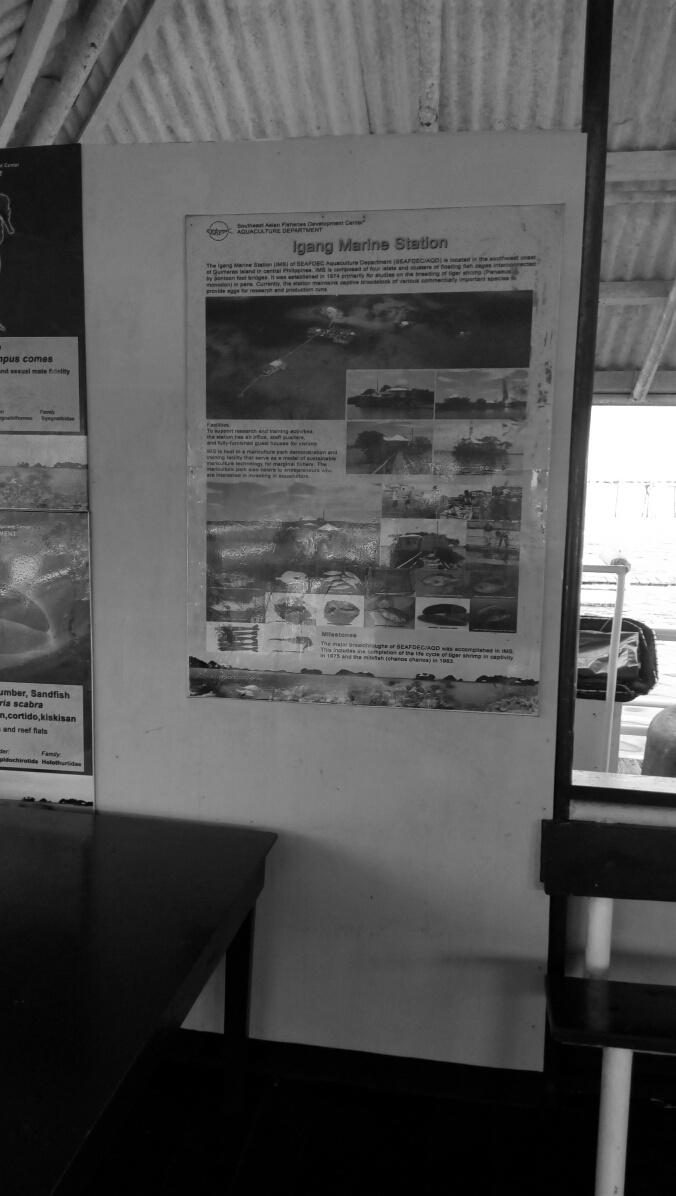 Southeast Asian Fisheries Development Center
AQUACULTURE DEPARTMENT
Igang Marine Station
The Igang Marine Station (IMS) of SEAFDEC Aquaculture Department (SEAFDEC/AQD) is located in the southwest coast
of Guimaras Island in central Philippines. IMS is composed of four islets and clusters of floating fish cages interconnected
by pontoon foot bridges. It was established in 1974 primarily for studies on the breeding of tiger shrimp (Penaeus
monodon) in pens. Currently, the station maintains captive broodstock of various commercially important species to
provide eggs for research and production runs.
Facilities
To support research and training activities,
the station has an office, staff quarters,
and fully-furnished guest houses for visitors.
IMS is host to a mariculture park demonstration and
training facility that serve as a model of sustainable
mariculture technology for marginal fishers. The
mariculture park also caters to entrepreneurs who
are interested in investing in aquaculture.
Milestones
The major breakthroughs of SEAFDEC/AQD was accomplished in IMS.
This includes the completion of the life cycle of tiger shrimp in captivity
in 1975 and the milkfish (chanos chanos) in 1983.
Center
mpus comes
and sexual mate fidelity
Family
Syngnathidae
umber, Sandfish
ria scabra
n,cortido,kiskisan
and reef flats
der:
Family:
pidochirotida Holothuriidae